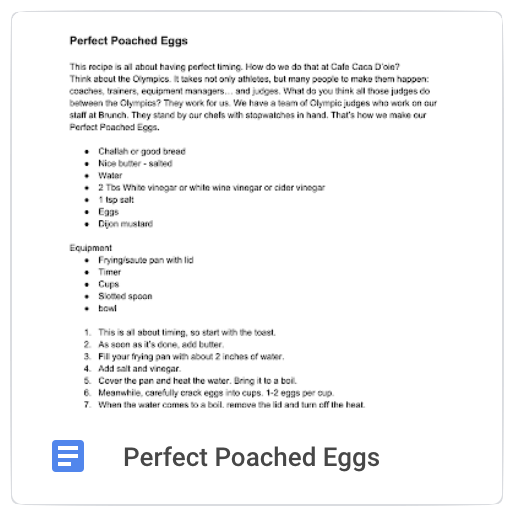 Perfect Poached Eggs
This recipe is all about having perfect timing. How do we do that at Cafe Caca D'oie?
Think about the Olympics. It takes not only athletes, but many people to make them happen:
coaches, trainers, equipment managers… and judges. What do you think all those judges do
between the Olympics? They work for us. We have a team of Olympic judges who work on our
staff at Brunch. They stand by our chefs with stopwatches in hand. That's how we make our
Perfect Poached Eggs.
● Challah or good bread
● Nice butter - salted
● Water
● 2 Tbs White vinegar or white wine vinegar or cider vinegar
● 1 tsp salt
● Eggs
● Dijon mustard
Equipment
● Frying/saute pan with lid
● Timer
● Cups
● Slotted spoon
● bowl
1. This is all about timing, so start with the toast.
2. As soon as it's done, add butter.
3. Fill your frying pan with about 2 inches of water.
4. Add salt and vinegar.
5. Cover the pan and heat the water. Bring it to a boil.
6. Meanwhile, carefully crack eggs into cups. 1-2 eggs per cup.
7. When the water comes to a boil, remove the lid and turn off the heat.
Perfect Poached Eggs